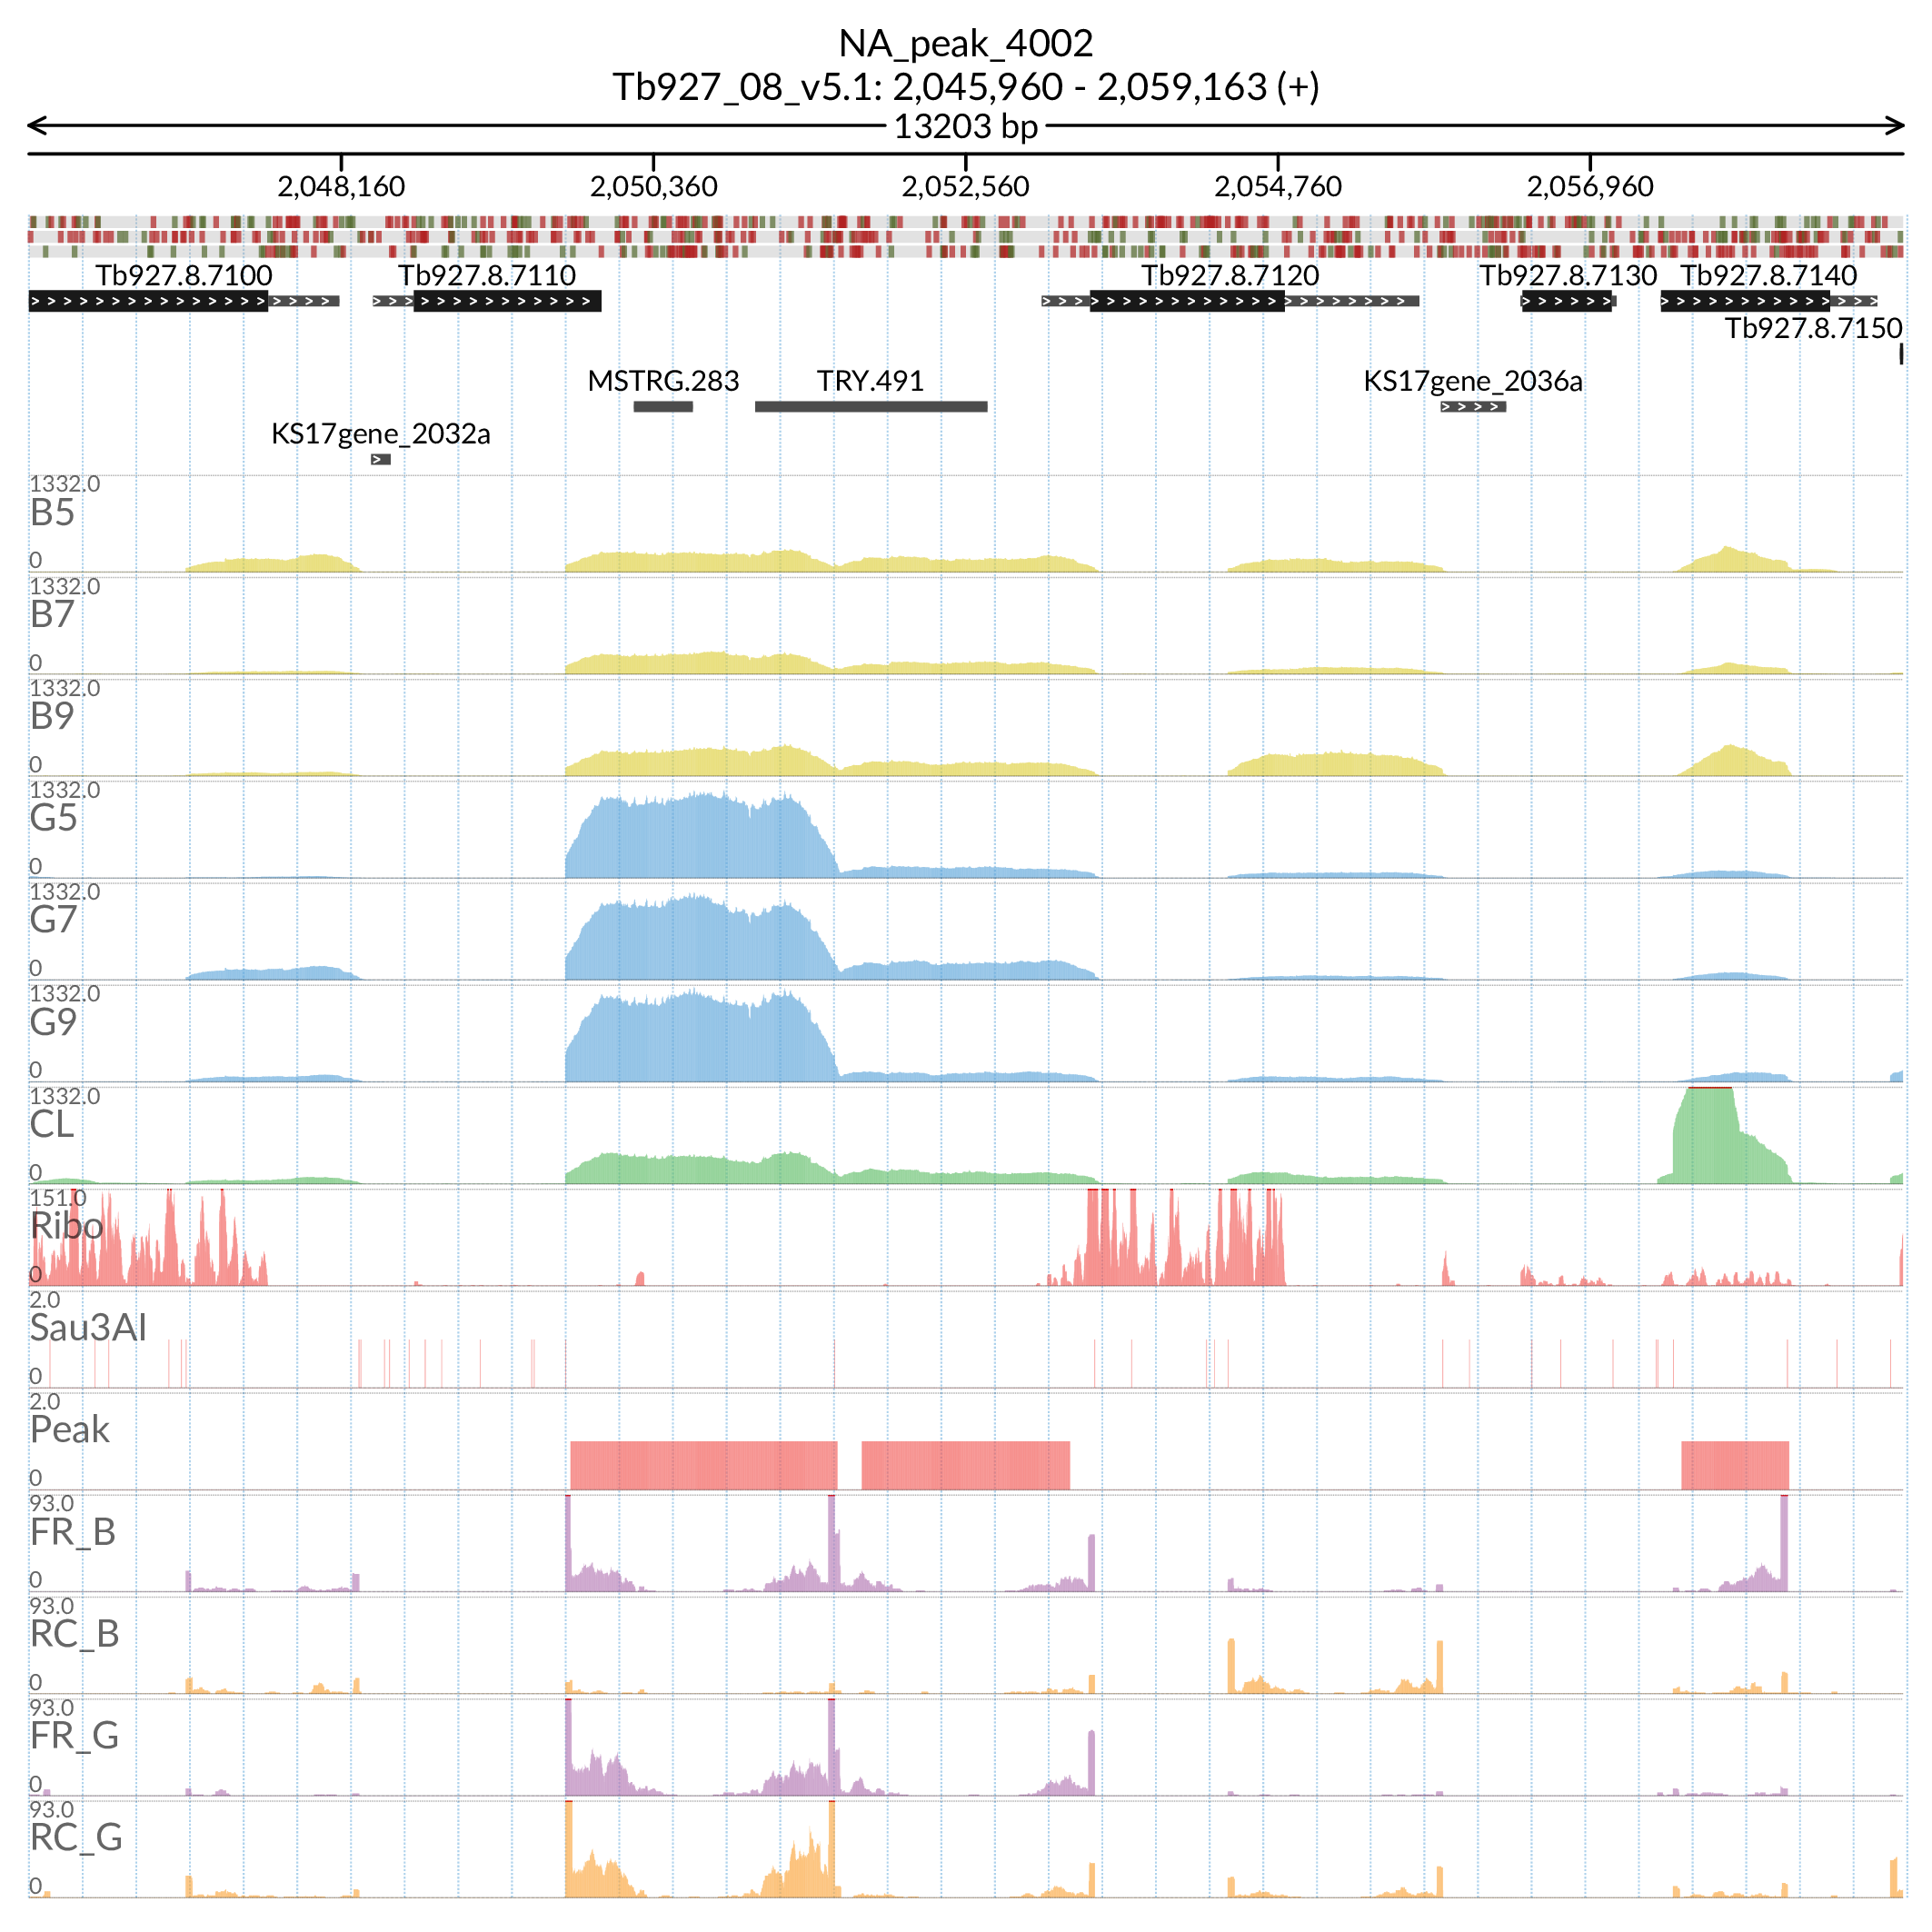 NA_peak_4002
Tb927_08_v5.1: 2,045,960 - 2,059,163 (+)
13203 bp
2,048,160 2,050,360 2,052,560 2,054,760 2,056,960
Tb927.8.7100 Tb927.8.7110 Tb927.8.7120 Tb927.8.7130 Tb927.8.7140
Tb927.8.7150
MSTRG.283 TRY.491 KS17gene_2036a
KS17gene_2032a
1332.0
B5
0
1332.0
B7
0
1332.0
B9
0
1332.0
G5
0
1332.0
G7
0
1332.0
G9
0
1332.0
CL
0
151.0
Ribo
0
2.0
Sau3AI
0
2.0
Peak
0
93.0
FR_B
0
93.0
RC_B
0
93.0
FR_G
0
93.0
RC_G
0